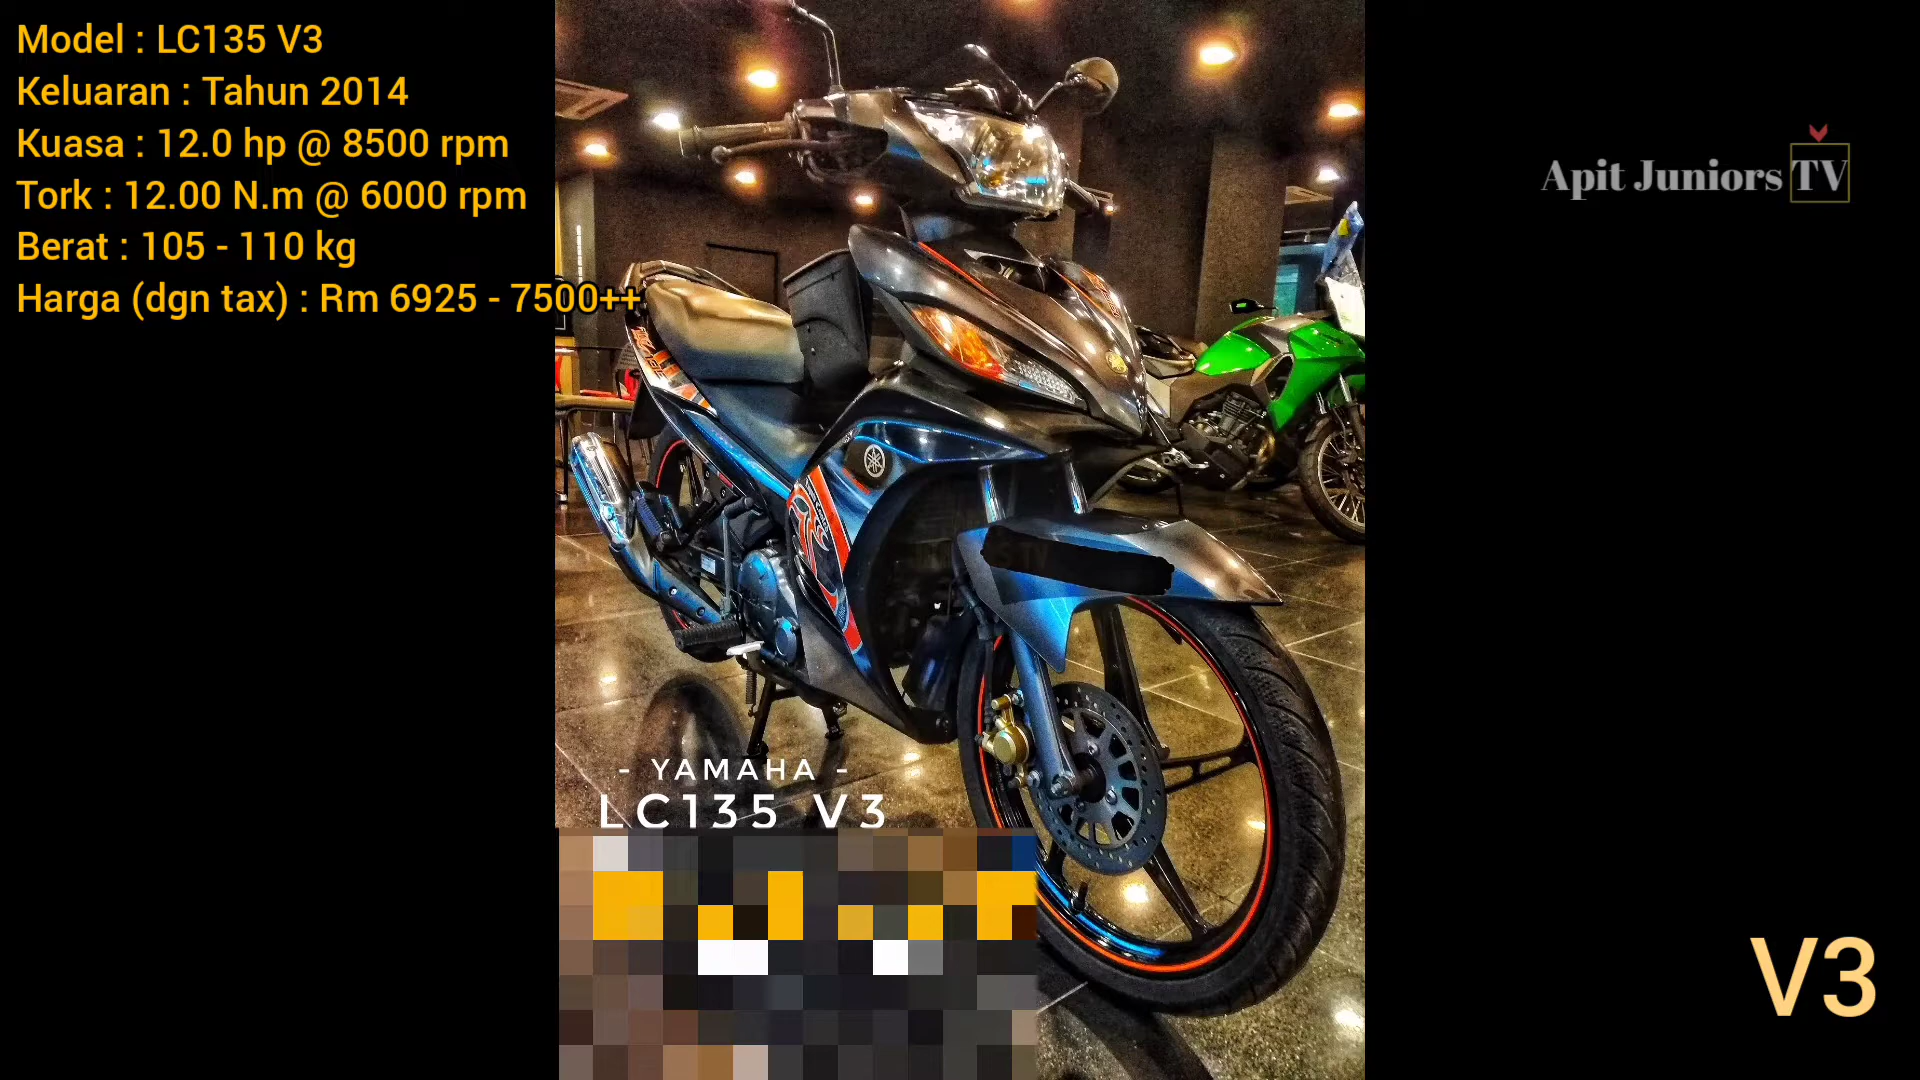 Model : LC135 V3
Keluaran : Tahun 2014
Kuasa : 12.0 hp @ 8500 rpm
Tork : 12.00 N.m @ 6000 rpm
Berat : 105 - 110 kg
Harga (dgn tax) : Rm 6925 - 7500++
Apit Juniors TV
- YAMAHA -
LC135 V3
V3